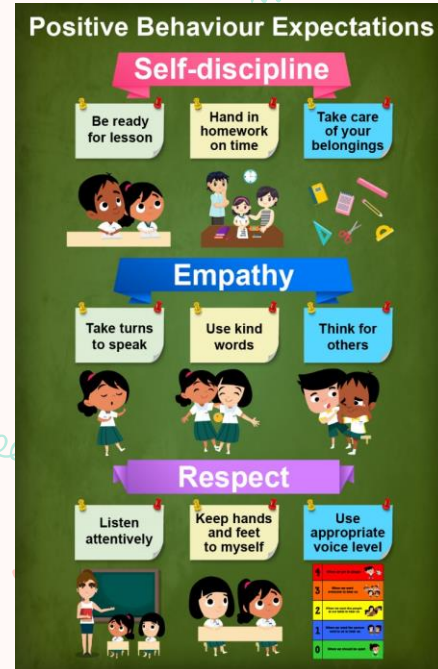 Positive Behaviour Expectations
Self-discipline
Be ready
for lesson
Hand in
homework
on time
Take care
of your
belongings
Empathy
Take turns
to speak
Use kind
words
Think for
others
Respect
Listen
attentively
Keep hands
and feet
to myself
Use
appropriate
voice level
4
3
2
1
0